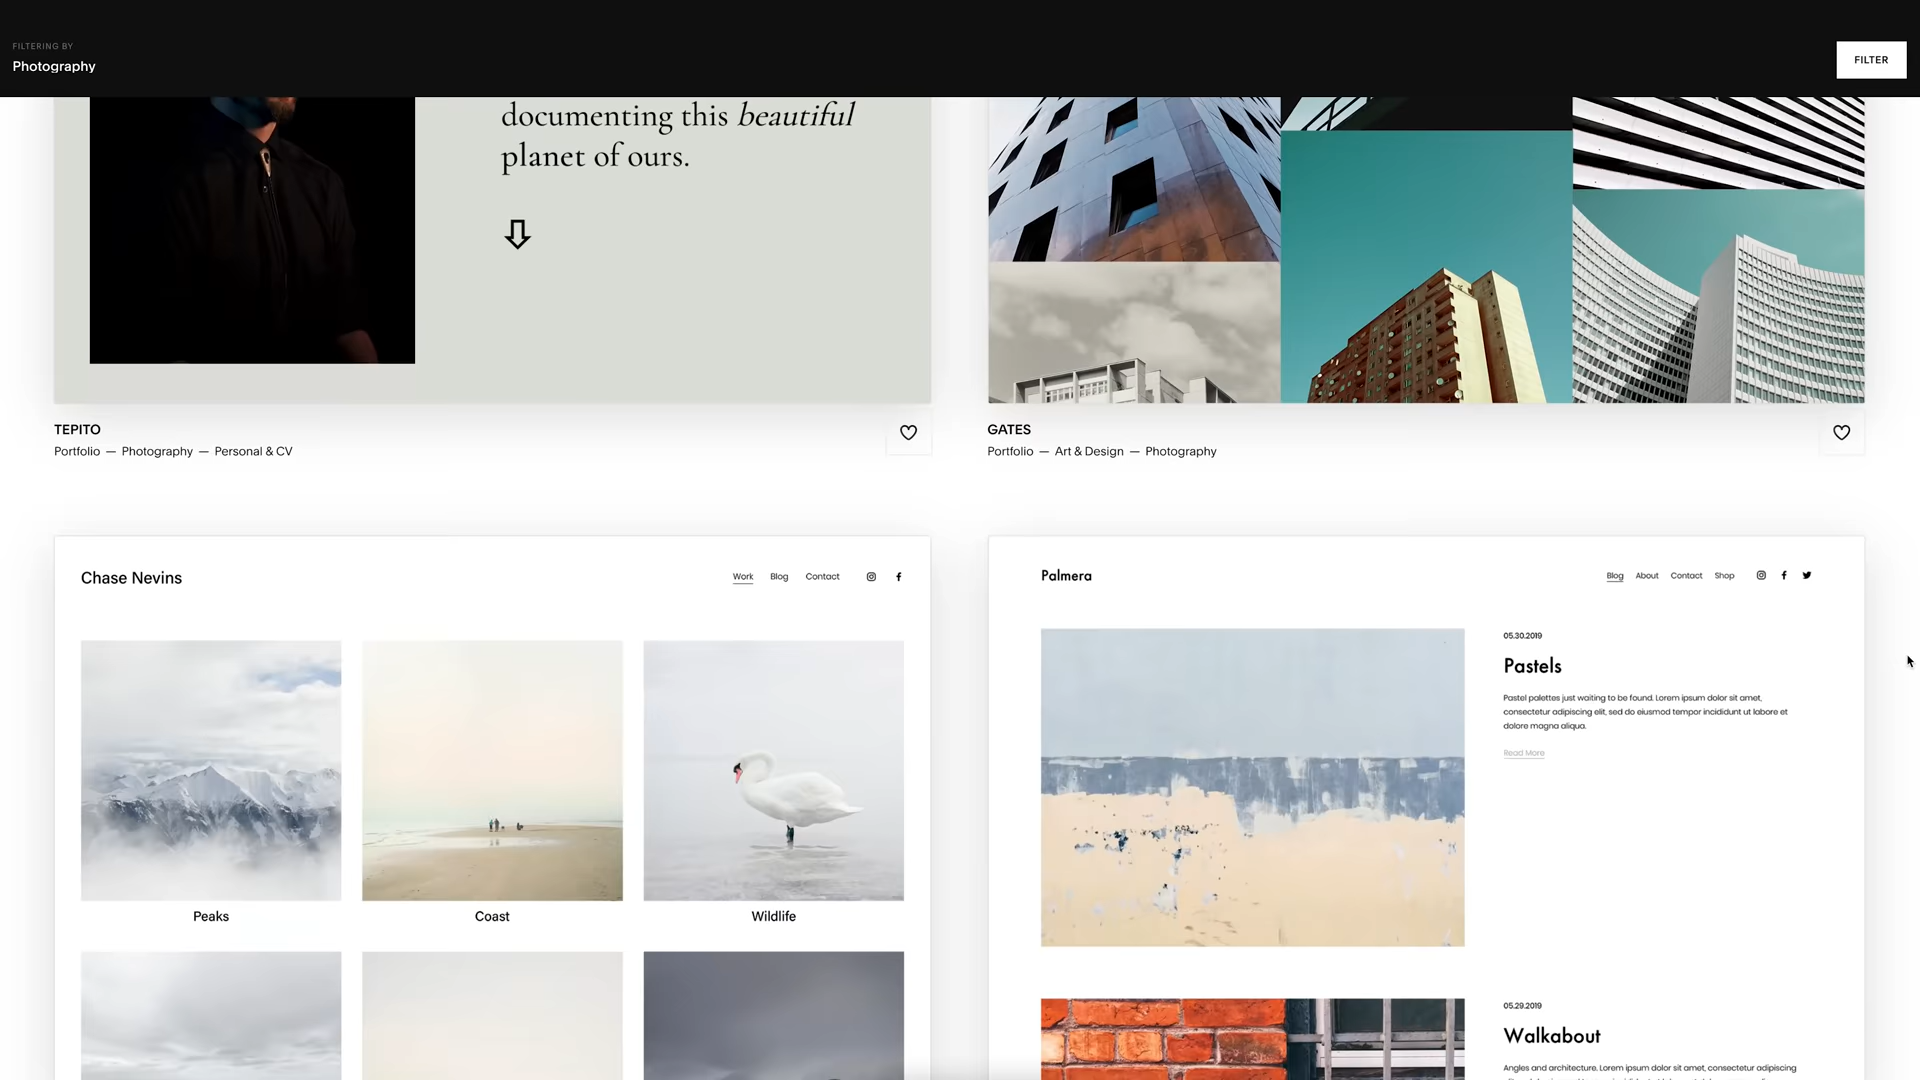 FILTERING BY
Photography
FILTER
documenting this beautiful
planet of ours.
TEPITO
Portfolio — Photography — Personal & CV
GATES
Portfolio — Art & Design — Photography
Chase Nevins
Work Blog Contact
Peaks
Coast
Wildlife
Palmera
Blog About Contact Shop
05.30.2019
Pastels
Pastel palettes just waiting to be found. Lorem ipsum dolor sit amet,
consectetur adipiscing elit, sed do eiusmod tempor incididunt ut labore et
dolore magna aliqua.
Read More
05.29.2019
Walkabout
Angles and architecture. Lorem ipsum dolor sit amet, consectetur adipiscing